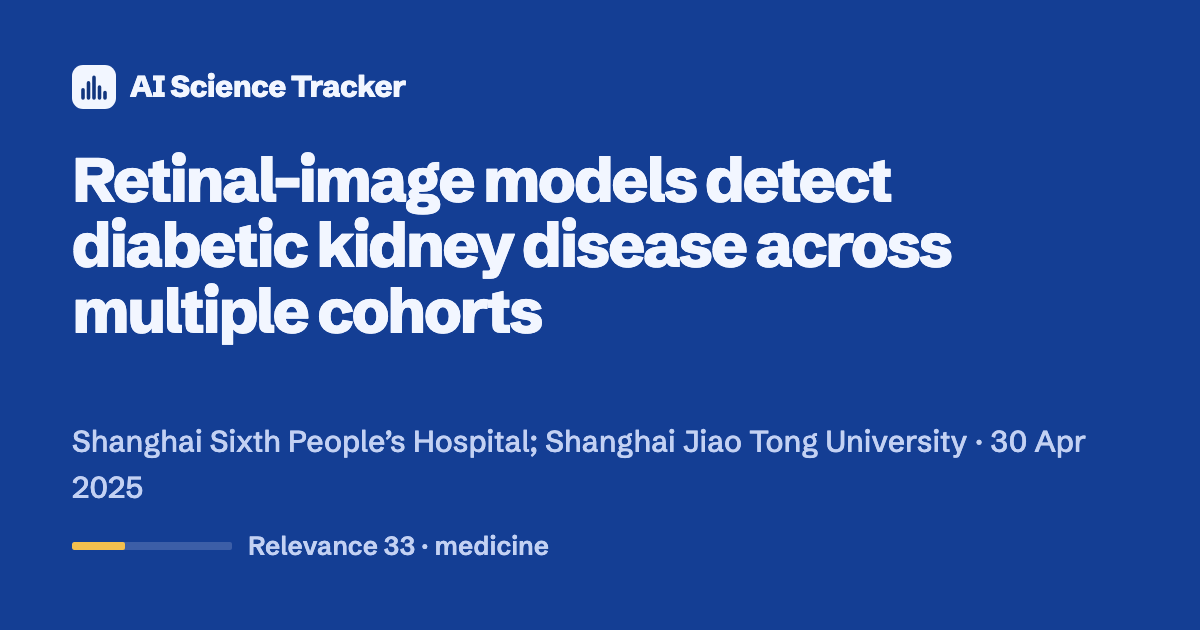 AI Science Tracker
Retinal-image models detect
diabetic kidney disease across
multiple cohorts
Shanghai Sixth People’s Hospital; Shanghai Jiao Tong University · 30 Apr
2025
Relevance 33 · medicine